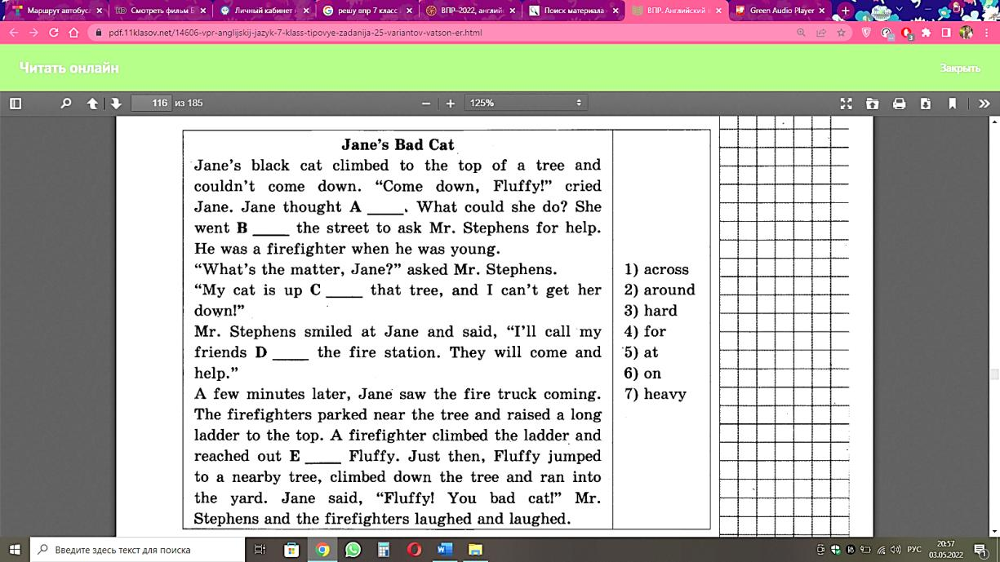 Маршрут автобус
HD Смотреть фильм Б
Личный кабинет
решу впр 7 класс
ВПР–2022, англий
Поиск материала
ВПР. Английский
Green Audio Player
pdf.11klasov.net/14606-vpr-anglijskij-jazyk-7-klass-tipovye-zadanija-25-variantov-vatson-er.html
Читать онлайн
Закрыть
116 из 185
125%
Jane's Bad Cat
Jane's black cat climbed to the top of a tree and
couldn't come down. “Come down, Fluffy!” cried
Jane. Jane thought A ____. What could she do? She
went B ____ the street to ask Mr. Stephens for help.
He was a firefighter when he was young.
“What's the matter, Jane?” asked Mr. Stephens.
“My cat is up C ____ that tree, and I can't get her
down!”
Mr. Stephens smiled at Jane and said, “I'll call my
friends D ____ the fire station. They will come and
help.”
A few minutes later, Jane saw the fire truck coming.
The firefighters parked near the tree and raised a long
ladder to the top. A firefighter climbed the ladder and
reached out E ____ Fluffy. Just then, Fluffy jumped
to a nearby tree, climbed down the tree and ran into
the yard. Jane said, “Fluffy! You bad cat!” Mr.
Stephens and the firefighters laughed and laughed.
1) across
2) around
3) hard
4) for
5) at
6) on
7) heavy
Введите здесь текст для поиска
РУС
20:57
03.05.2022